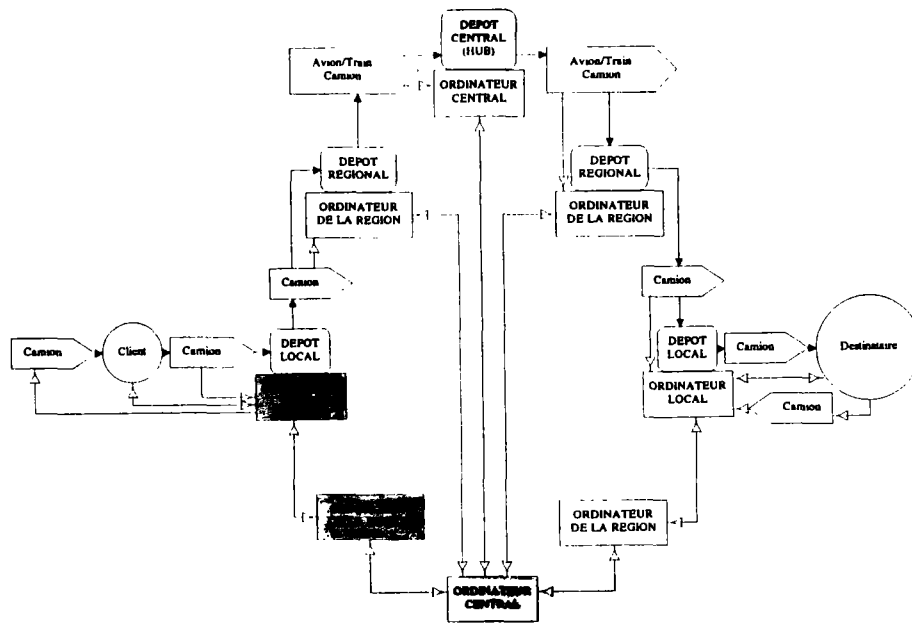 DEPOT
CENTRAL
(HUB)
Avion/Train
Camion
ORDINATEUR
CENTRAL
Avion/Train
Camion
DEPOT
REGIONAL
ORDINATEUR
DE LA REGION
DEPOT
REGIONAL
ORDINATEUR
DE LA REGION
Camion
Camion
Camion
Client
Camion
DEPOT
LOCAL
DEPOT
LOCAL
Camion
Destinataire
ORDINATEUR
LOCAL
Camion
ORDINATEUR
DE LA REGION
ORDINATEUR
CENTRAL